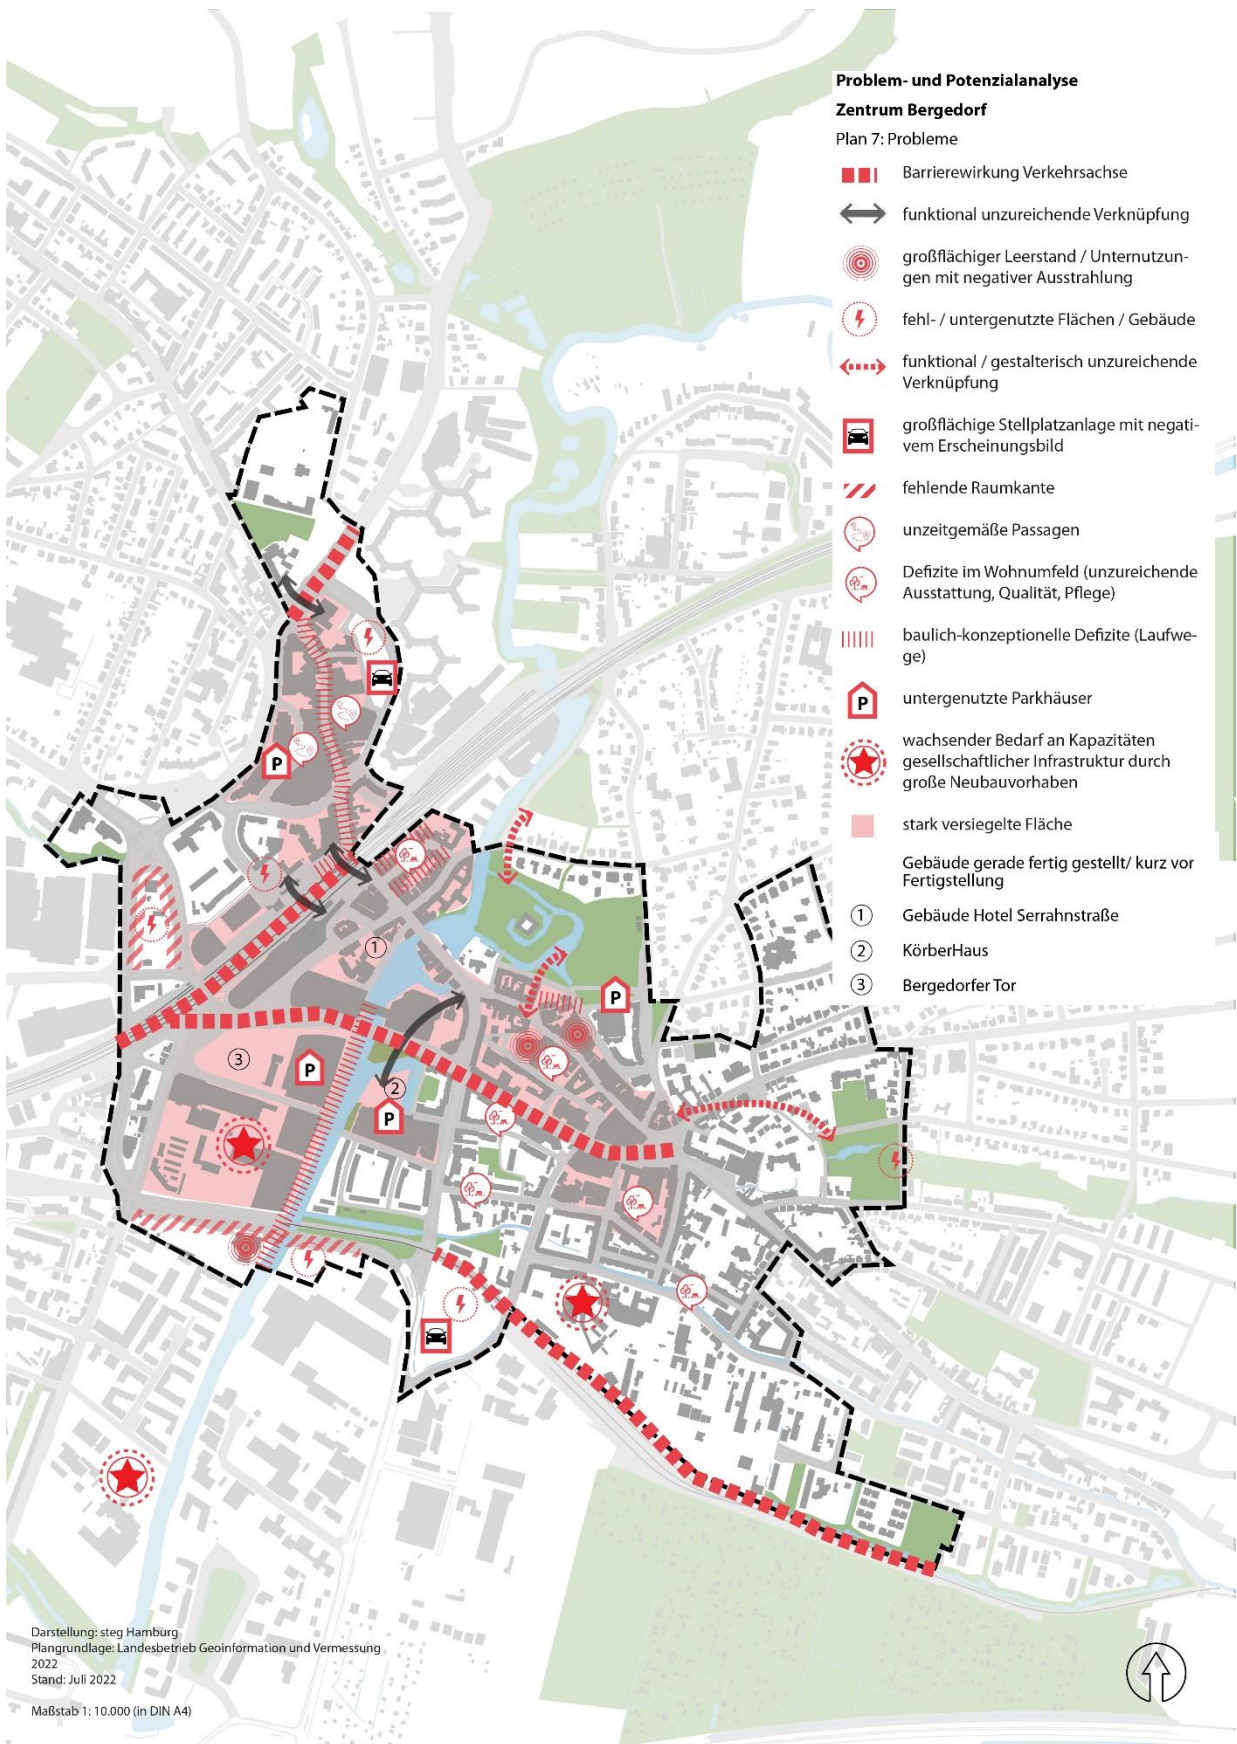 Problem- und Potenzialanalyse
Zentrum Bergedorf
Plan 7: Probleme
Barrierewirkung Verkehrsachse
funktional unzureichende Verknüpfung
großflächiger Leerstand / Unternutzun-
gen mit negativer Ausstrahlung
fehl- / untergenutzte Flächen / Gebäude
funktional / gestalterisch unzureichende
Verknüpfung
großflächige Stellplatzanlage mit negati-
vem Erscheinungsbild
fehlende Raumkante
unzeitgemäße Passagen
Defizite im Wohnumfeld (unzureichende
Ausstattung, Qualität, Pflege)
baulich-konzeptionelle Defizite (Laufwe-
ge)
P untergenutzte Parkhäuser
wachsender Bedarf an Kapazitäten
gesellschaftlicher Infrastruktur durch
große Neubauvorhaben
stark versiegelte Fläche
Gebäude gerade fertig gestellt/ kurz vor
Fertigstellung
1 Gebäude Hotel Serrahnstraße
2 KörberHaus
3 Bergedorfer Tor
P
1
P
3
P
2
P
Darstellung: steg Hamburg
Plangrundlage: Landesbetrieb Geoinformation und Vermessung
2022
Stand: Juli 2022
Maßstab 1: 10.000 (in DIN A4)